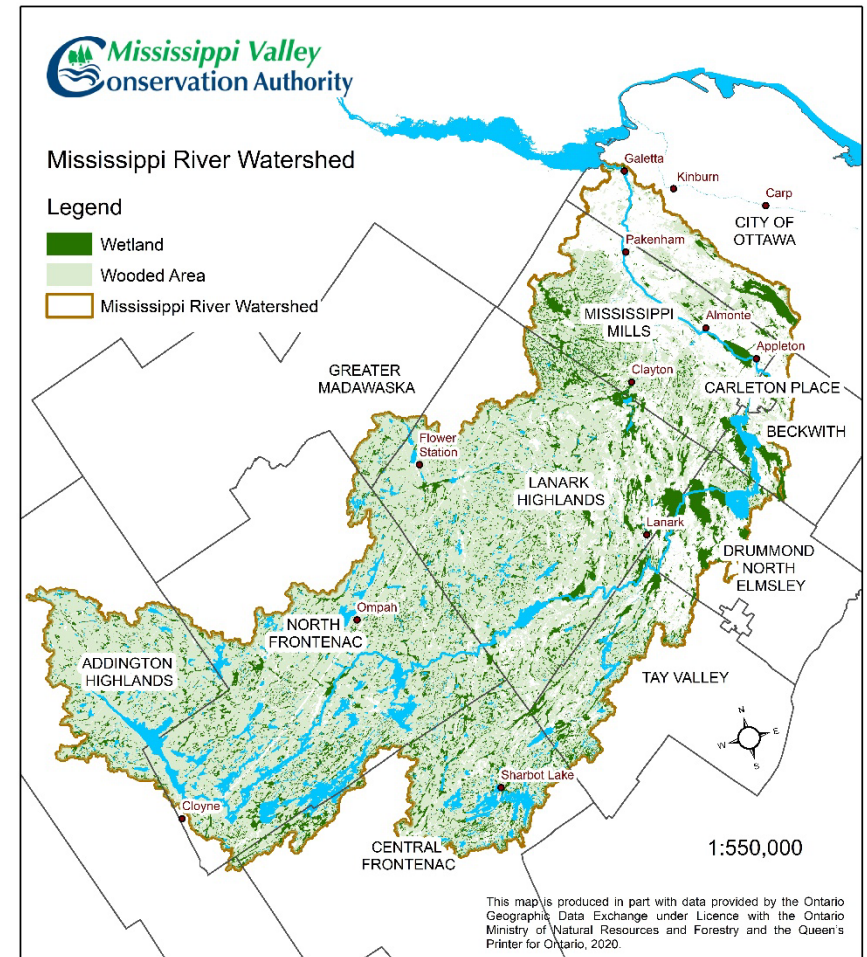 Mississippi Valley
Conservation Authority
Mississippi River Watershed
Legend
Wetland
Wooded Area
Mississippi River Watershed
Galetta
Kinburn
Carp
CITY OF
OTTAWA
Pakenham
MISSISSIPPI
MILLS
Almonte
Appleton
GREATER
MADAWASKA
Clayton
CARLETON PLACE
BECKWITH
Flower
Station
LANARK
HIGHLANDS
Lanark
DRUMMOND
NORTH
ELMSLEY
Ompah
NORTH
FRONTENAC
ADDINGTON
HIGHLANDS
TAY VALLEY
N
W
E
S
Sharbot Lake
Cloyne
CENTRAL
FRONTENAC
1:550,000
This map is produced in part with data provided by the Ontario
Geographic Data Exchange under Licence with the Ontario
Ministry of Natural Resources and Forestry and the Queen's
Printer for Ontario, 2020.